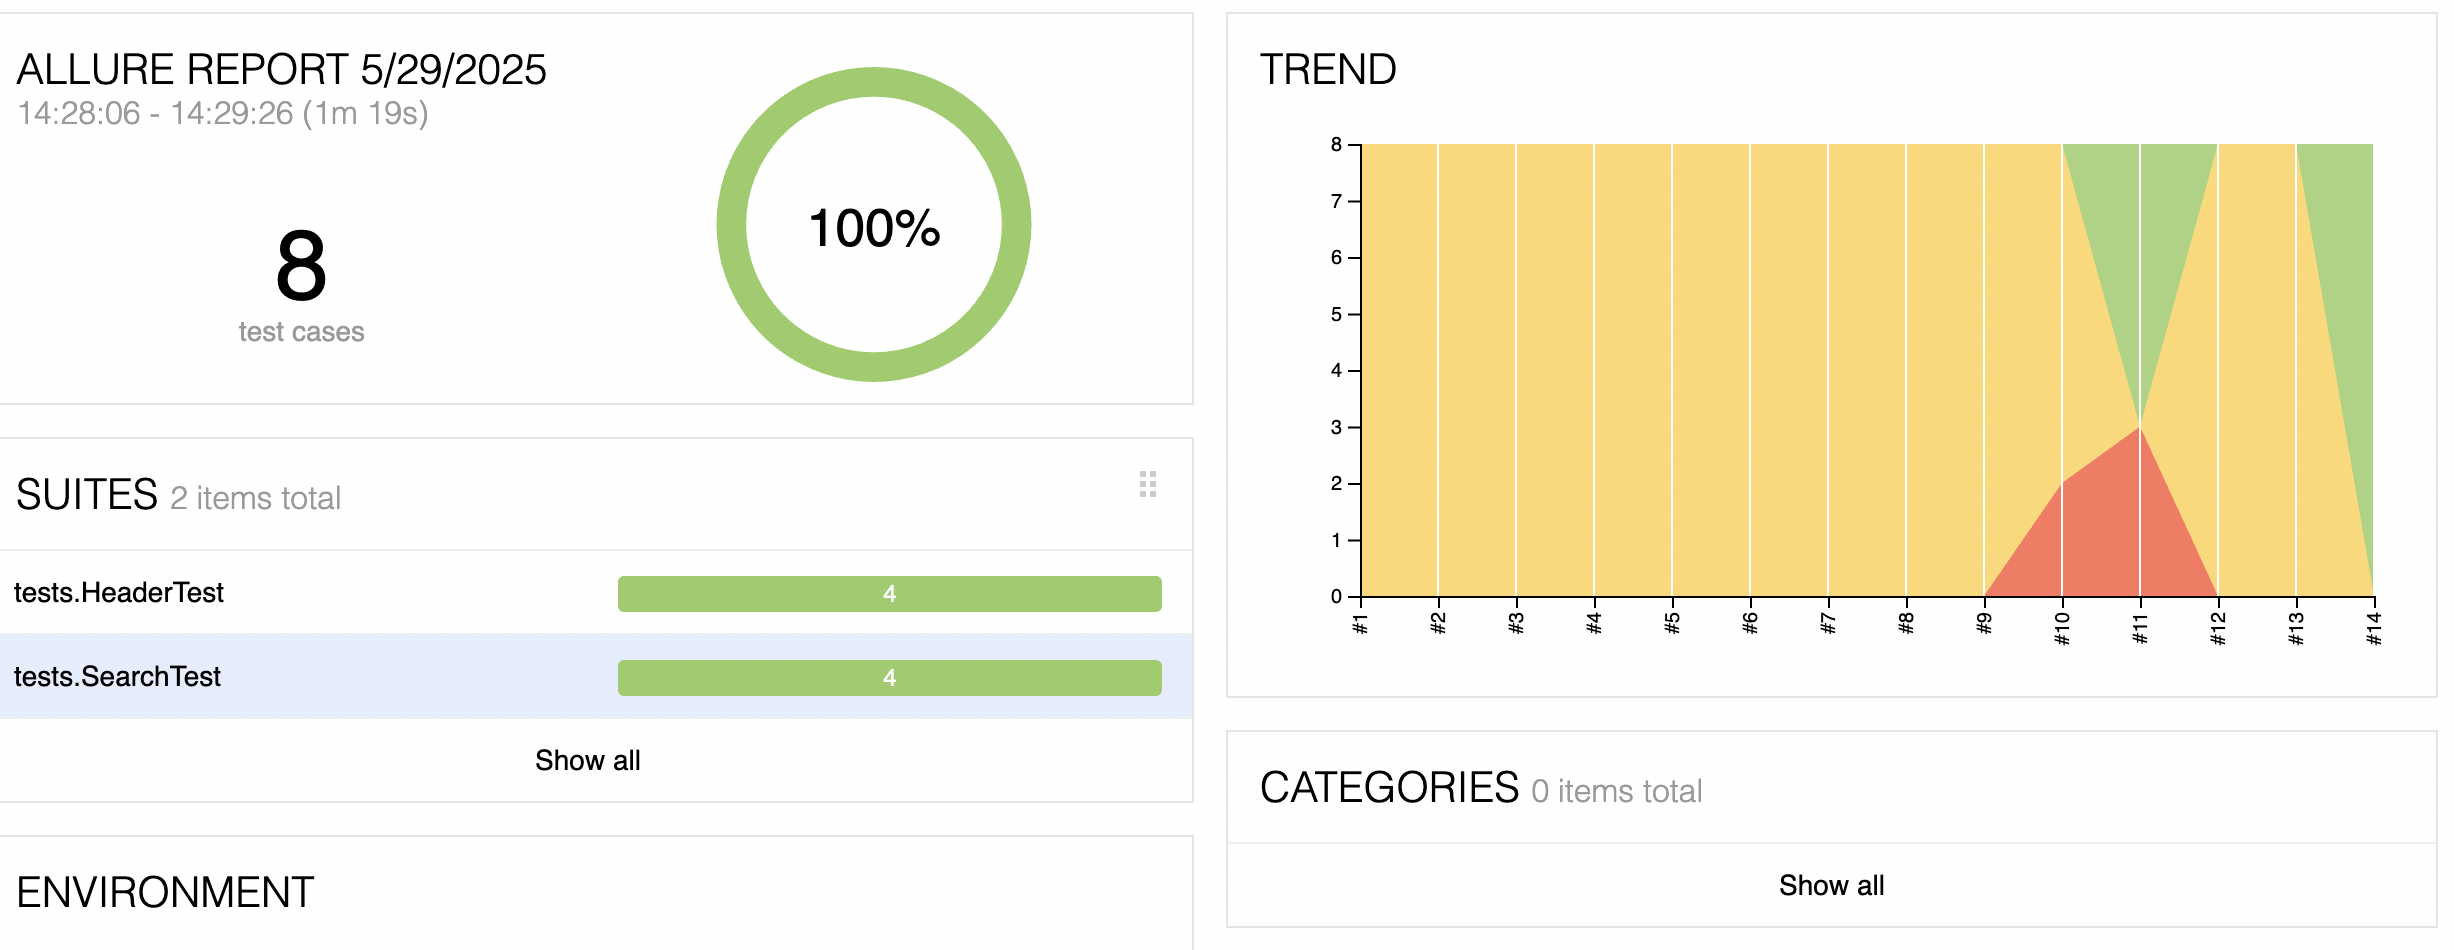 ALLURE REPORT 5/29/2025
14:28:06 - 14:29:26 (1m 19s)
8
test cases
100%
SUITES 2 items total
tests.HeaderTest 4
tests.SearchTest 4
Show all
ENVIRONMENT
TREND
8
7
6
5
4
3
2
1
0
#1 #2 #3 #4 #5 #6 #7 #8 #9 #10 #11 #12 #13 #14
CATEGORIES 0 items total
Show all